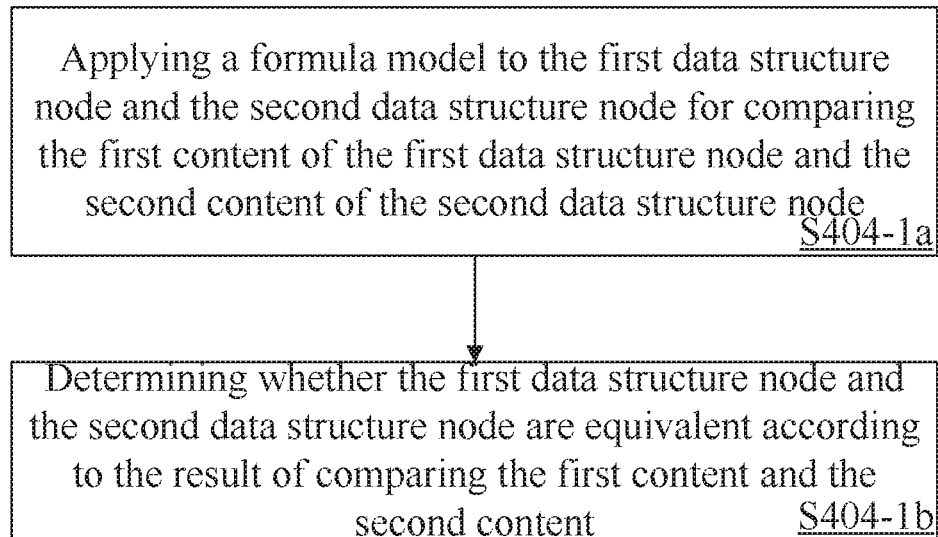 Applying a formula model to the first data structure
node and the second data structure node for comparing
the first content of the first data structure node and the
second content of the second data structure node
S404-1a
Determining whether the first data structure node and
the second data structure node are equivalent according
to the result of comparing the first content and the
second content S404-1b